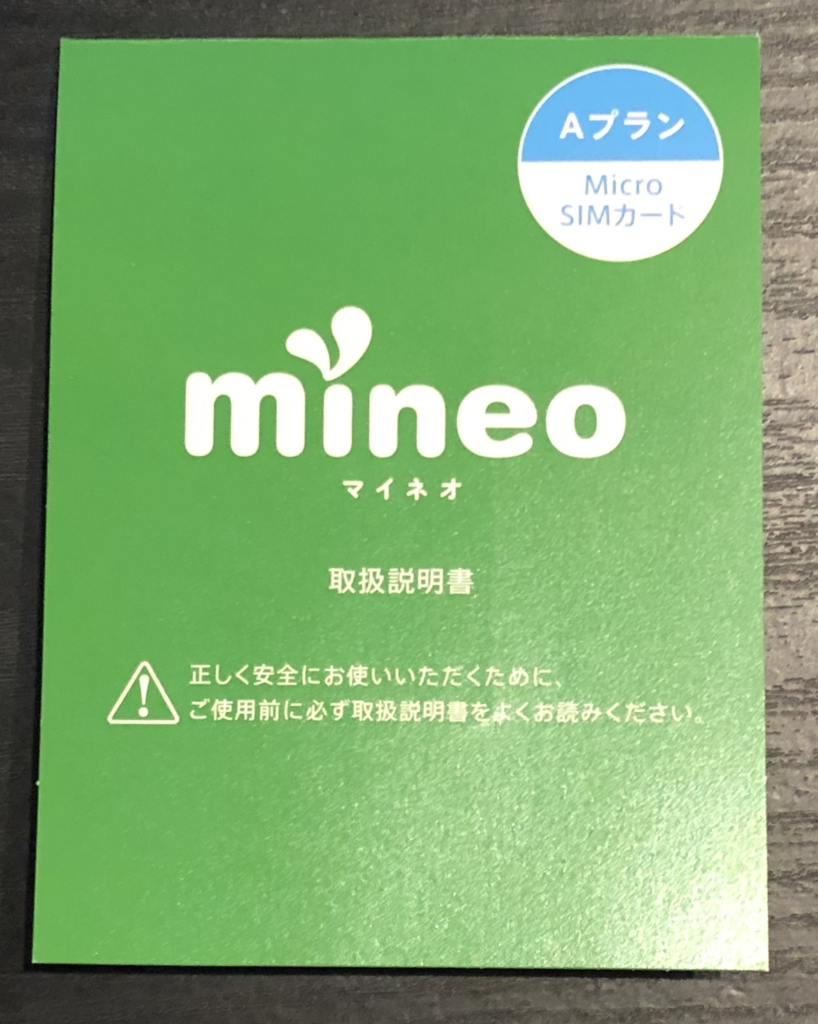 Aプラン
Micro
SIMカード
mineo
マイネオ
取扱説明書
正しく安全にお使いいただくために、
ご使用前に必ず取扱説明書をよくお読みください。